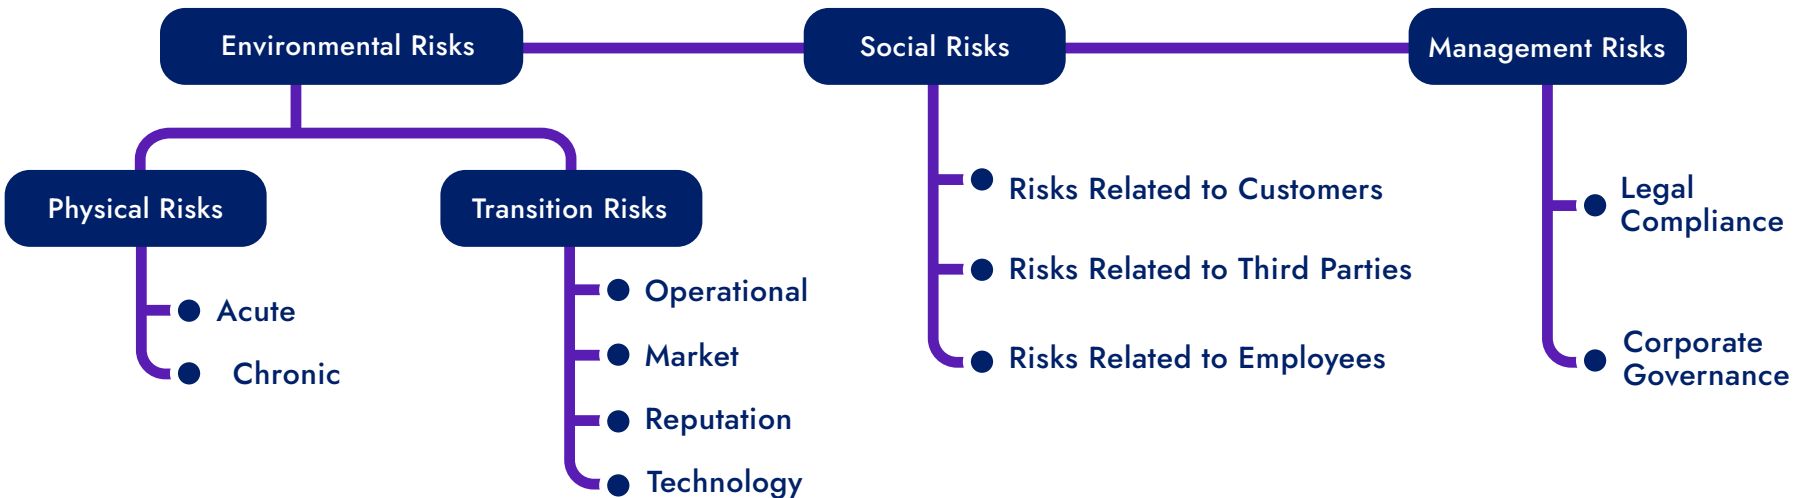 Environmental Risks
Social Risks
Management Risks
Physical Risks
Transition Risks
Acute
Chronic
Operational
Market
Reputation
Technology
Risks Related to Customers
Risks Related to Third Parties
Risks Related to Employees
Legal
Compliance
Corporate
Governance